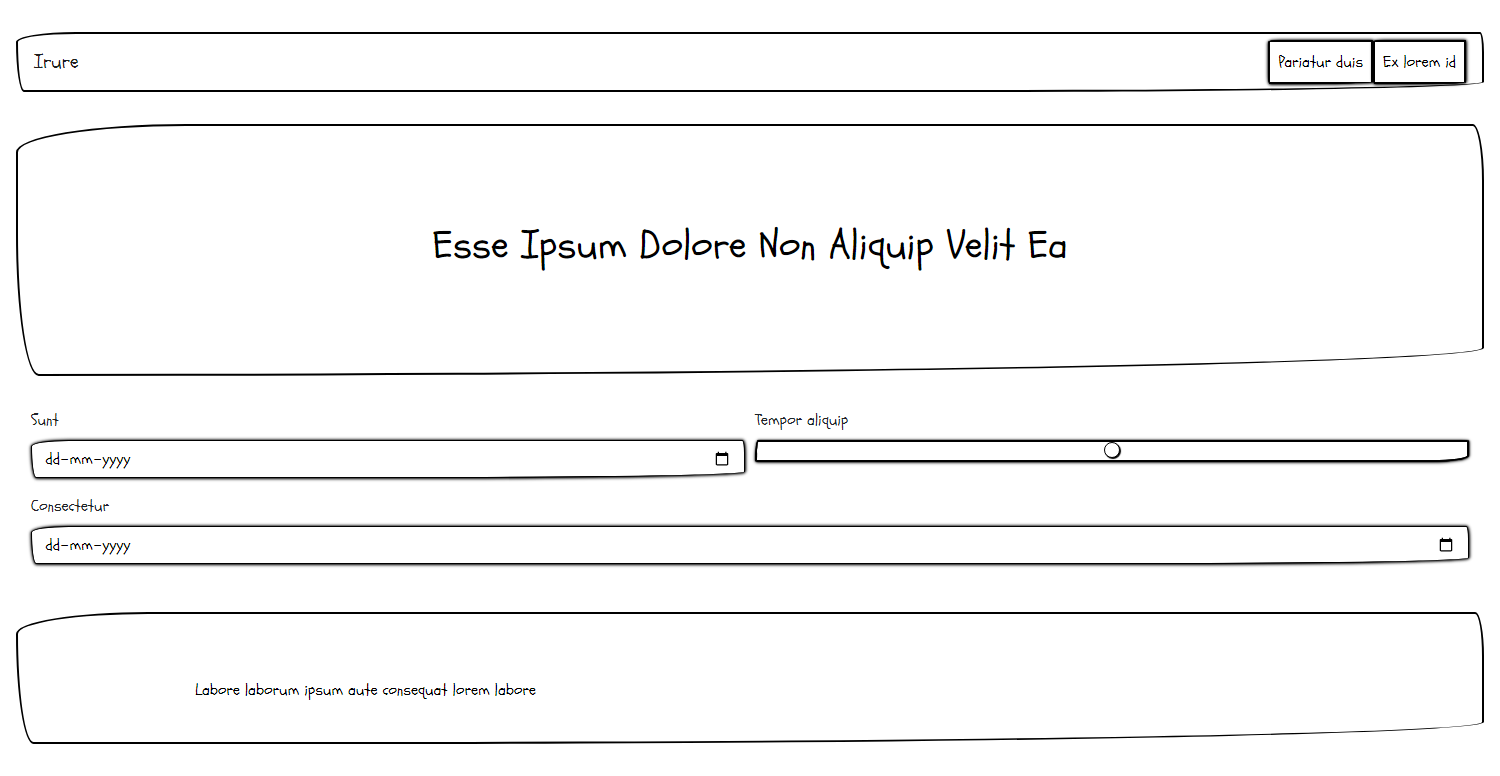 Irure
Pariatur duis
Ex lorem id
Esse Ipsum Dolore Non Aliquip Velit Ea
Sunt
Tempor aliquip
dd-mm-yyyy
Consectetur
dd-mm-yyyy
Labore laborum ipsum aute consequat lorem labore